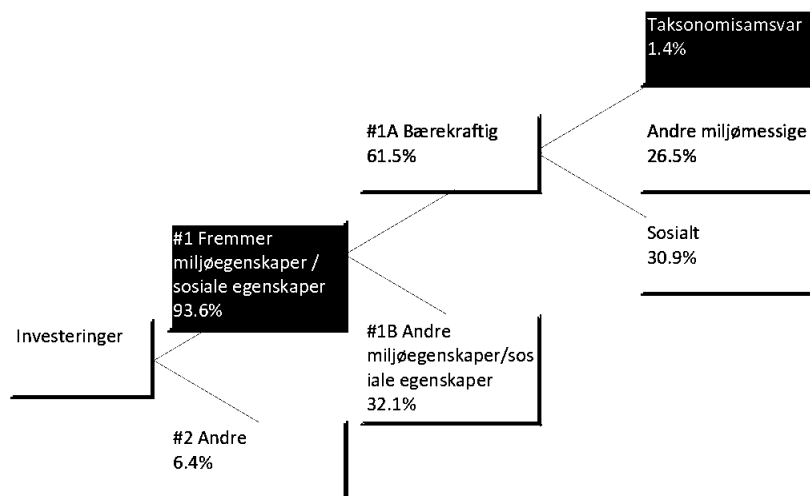 Taksonomisamsvar
1.4%
#1A Bærekraftig
61.5%
Andre miljømessige
26.5%
#1 Fremmer
miljøegenskaper /
sosiale egenskaper
93.6%
Sosialt
30.9%
Investeringer
#1B Andre
miljøegenskaper/sos
iale egenskaper
32.1%
#2 Andre
6.4%